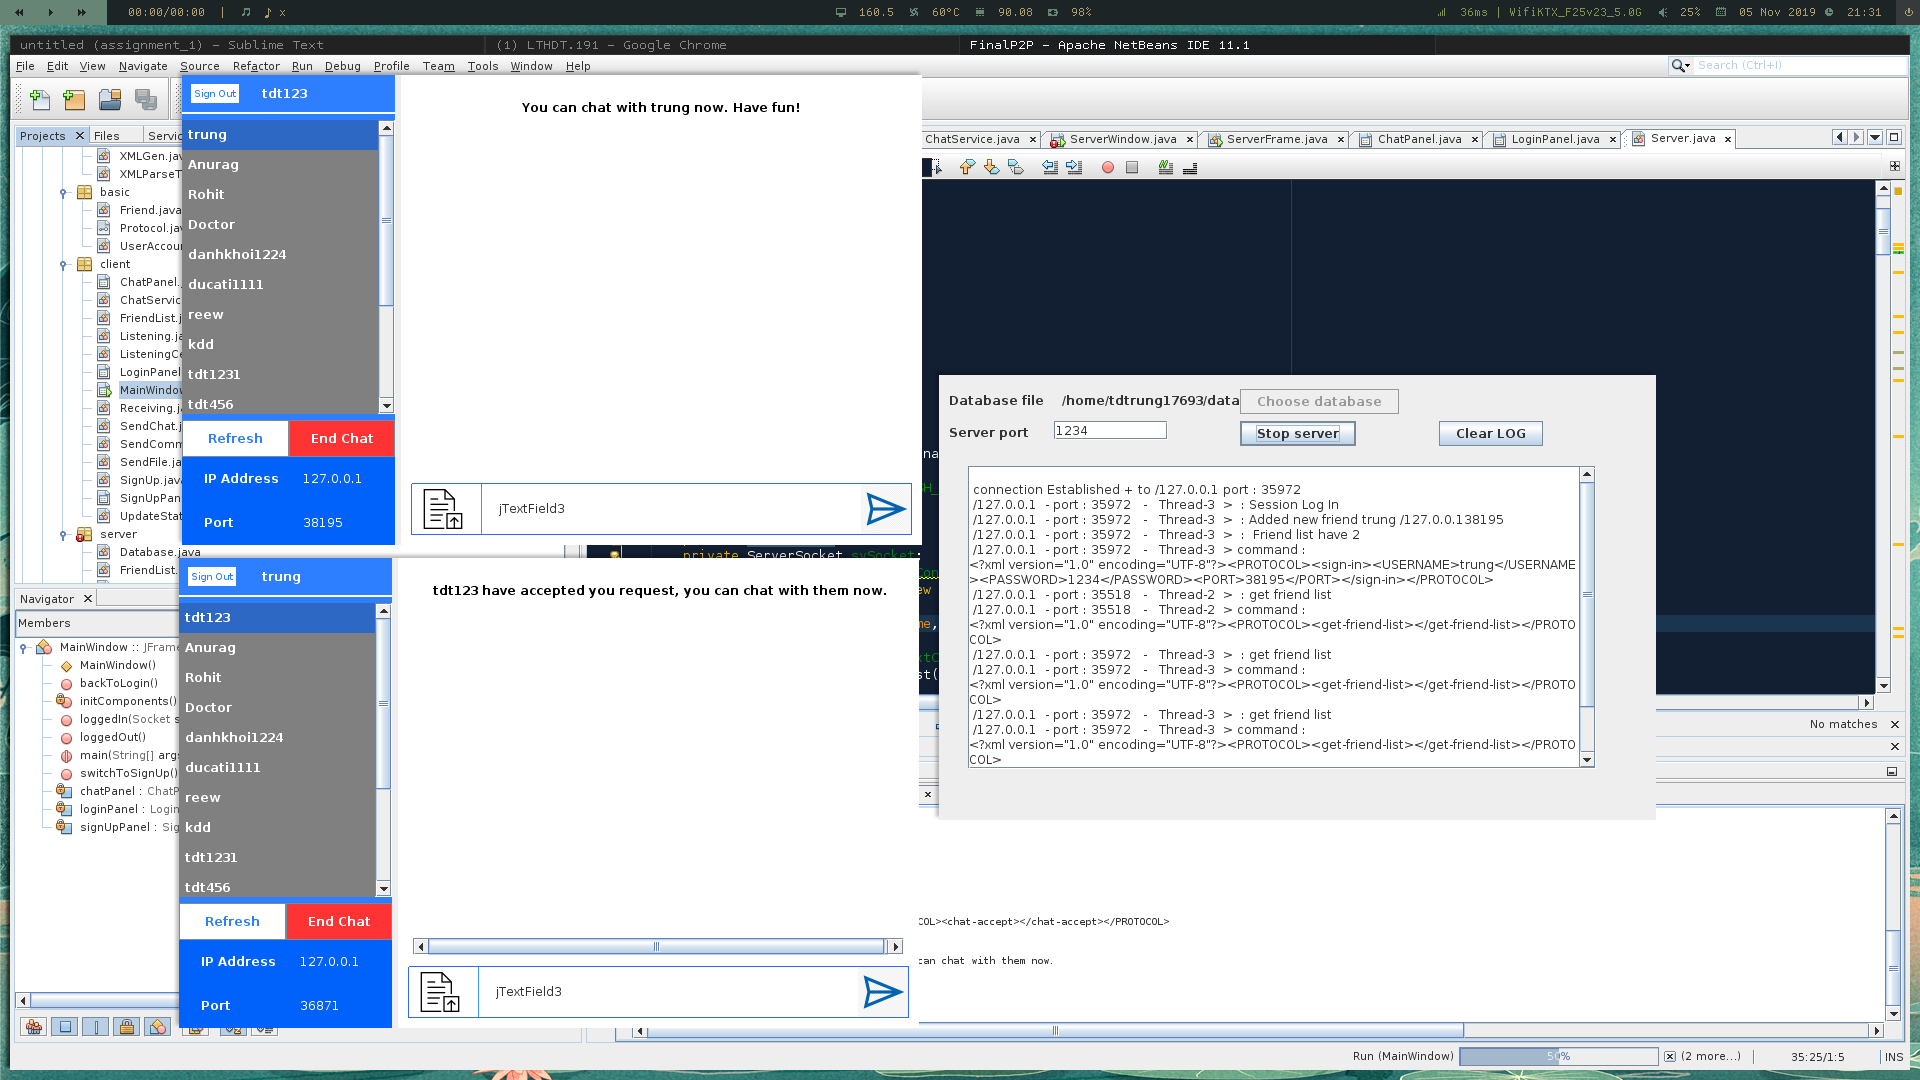 00:00/00:00 | x
160.5 60°C 90.08 98%
36ms | WifiKTX_F25v23_5.0G 25% 05 Nov 2019 21:31
untitled (assignment_1) - Sublime Text
(1) LTHDT.191 - Google Chrome
FinalP2P - Apache NetBeans IDE 11.1
File Edit View Navigate Source Refactor Run Debug Profile Team Tools Window Help
Search (Ctrl+I)
Projects Files Servic
XMLGen.jav
XMLParseT
basic
Friend.java
Protocol.jav
UserAccou
client
ChatPanel.
ChatServic
FriendList.j
Listening.ja
ListeningCe
LoginPanel
MainWindow
Receiving.j
SendChat.j
SendComm
SendFile.ja
SignUp.java
SignUpPan
UpdateStat
server
Database.java
FriendList.
Navigator
Members
MainWindow :: JFrame
MainWindow()
backToLogin()
initComponents()
loggedIn(Socket s
loggedOut()
main(String[] args
switchToSignUp()
chatPanel : ChatP
loginPanel : Login
signUpPanel : Sig
Sign Out tdt123
trung
Anurag
Rohit
Doctor
danhkhoi1224
ducati1111
reew
kdd
tdt1231
tdt456
Refresh End Chat
IP Address 127.0.0.1
Port 38195
You can chat with trung now. Have fun!
jTextField3
Sign Out trung
tdt123
Anurag
Rohit
Doctor
danhkhoi1224
ducati1111
reew
kdd
tdt1231
tdt456
Refresh End Chat
IP Address 127.0.0.1
Port 36871
tdt123 have accepted you request, you can chat with them now.
jTextField3
ChatService.java ServerWindow.java ServerFrame.java ChatPanel.java LoginPanel.java Server.java
private ServerSocket svSocket;
Database file /home/tdtrung17693/data Choose database
Server port 1234 Stop server Clear LOG
connection Established + to /127.0.0.1 port : 35972
/127.0.0.1 - port : 35972 - Thread-3 > : Session Log In
/127.0.0.1 - port : 35972 - Thread-3 > : Added new friend trung /127.0.0.138195
/127.0.0.1 - port : 35972 - Thread-3 > : Friend list have 2
/127.0.0.1 - port : 35972 - Thread-3 > command :
<?xml version="1.0" encoding="UTF-8"?><PROTOCOL><sign-in><USERNAME>trung</USERNAME
><PASSWORD>1234</PASSWORD><PORT>38195</PORT></sign-in></PROTOCOL>
/127.0.0.1 - port : 35518 - Thread-2 > : get friend list
/127.0.0.1 - port : 35518 - Thread-2 > command :
<?xml version="1.0" encoding="UTF-8"?><PROTOCOL><get-friend-list></get-friend-list></PROTO
COL>
/127.0.0.1 - port : 35972 - Thread-3 > : get friend list
/127.0.0.1 - port : 35972 - Thread-3 > command :
<?xml version="1.0" encoding="UTF-8"?><PROTOCOL><get-friend-list></get-friend-list></PROTO
COL>
/127.0.0.1 - port : 35972 - Thread-3 > : get friend list
/127.0.0.1 - port : 35972 - Thread-3 > command :
<?xml version="1.0" encoding="UTF-8"?><PROTOCOL><get-friend-list></get-friend-list></PROTO
COL>
No matches
COL><chat-accept></chat-accept></PROTOCOL>
can chat with them now.
Run (MainWindow) 50% (2 more...) 35:25/1:5 INS